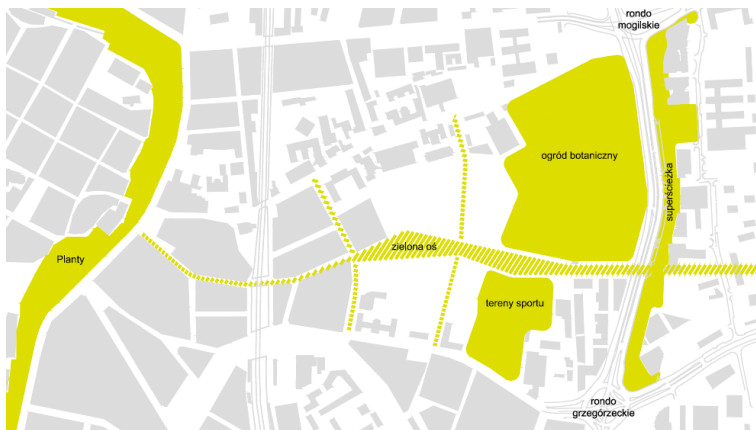 rondo
mogilskie
ogród botaniczny
superścieżka
zielona oś
Planty
tereny sportu
rondo
grzegórzeckie